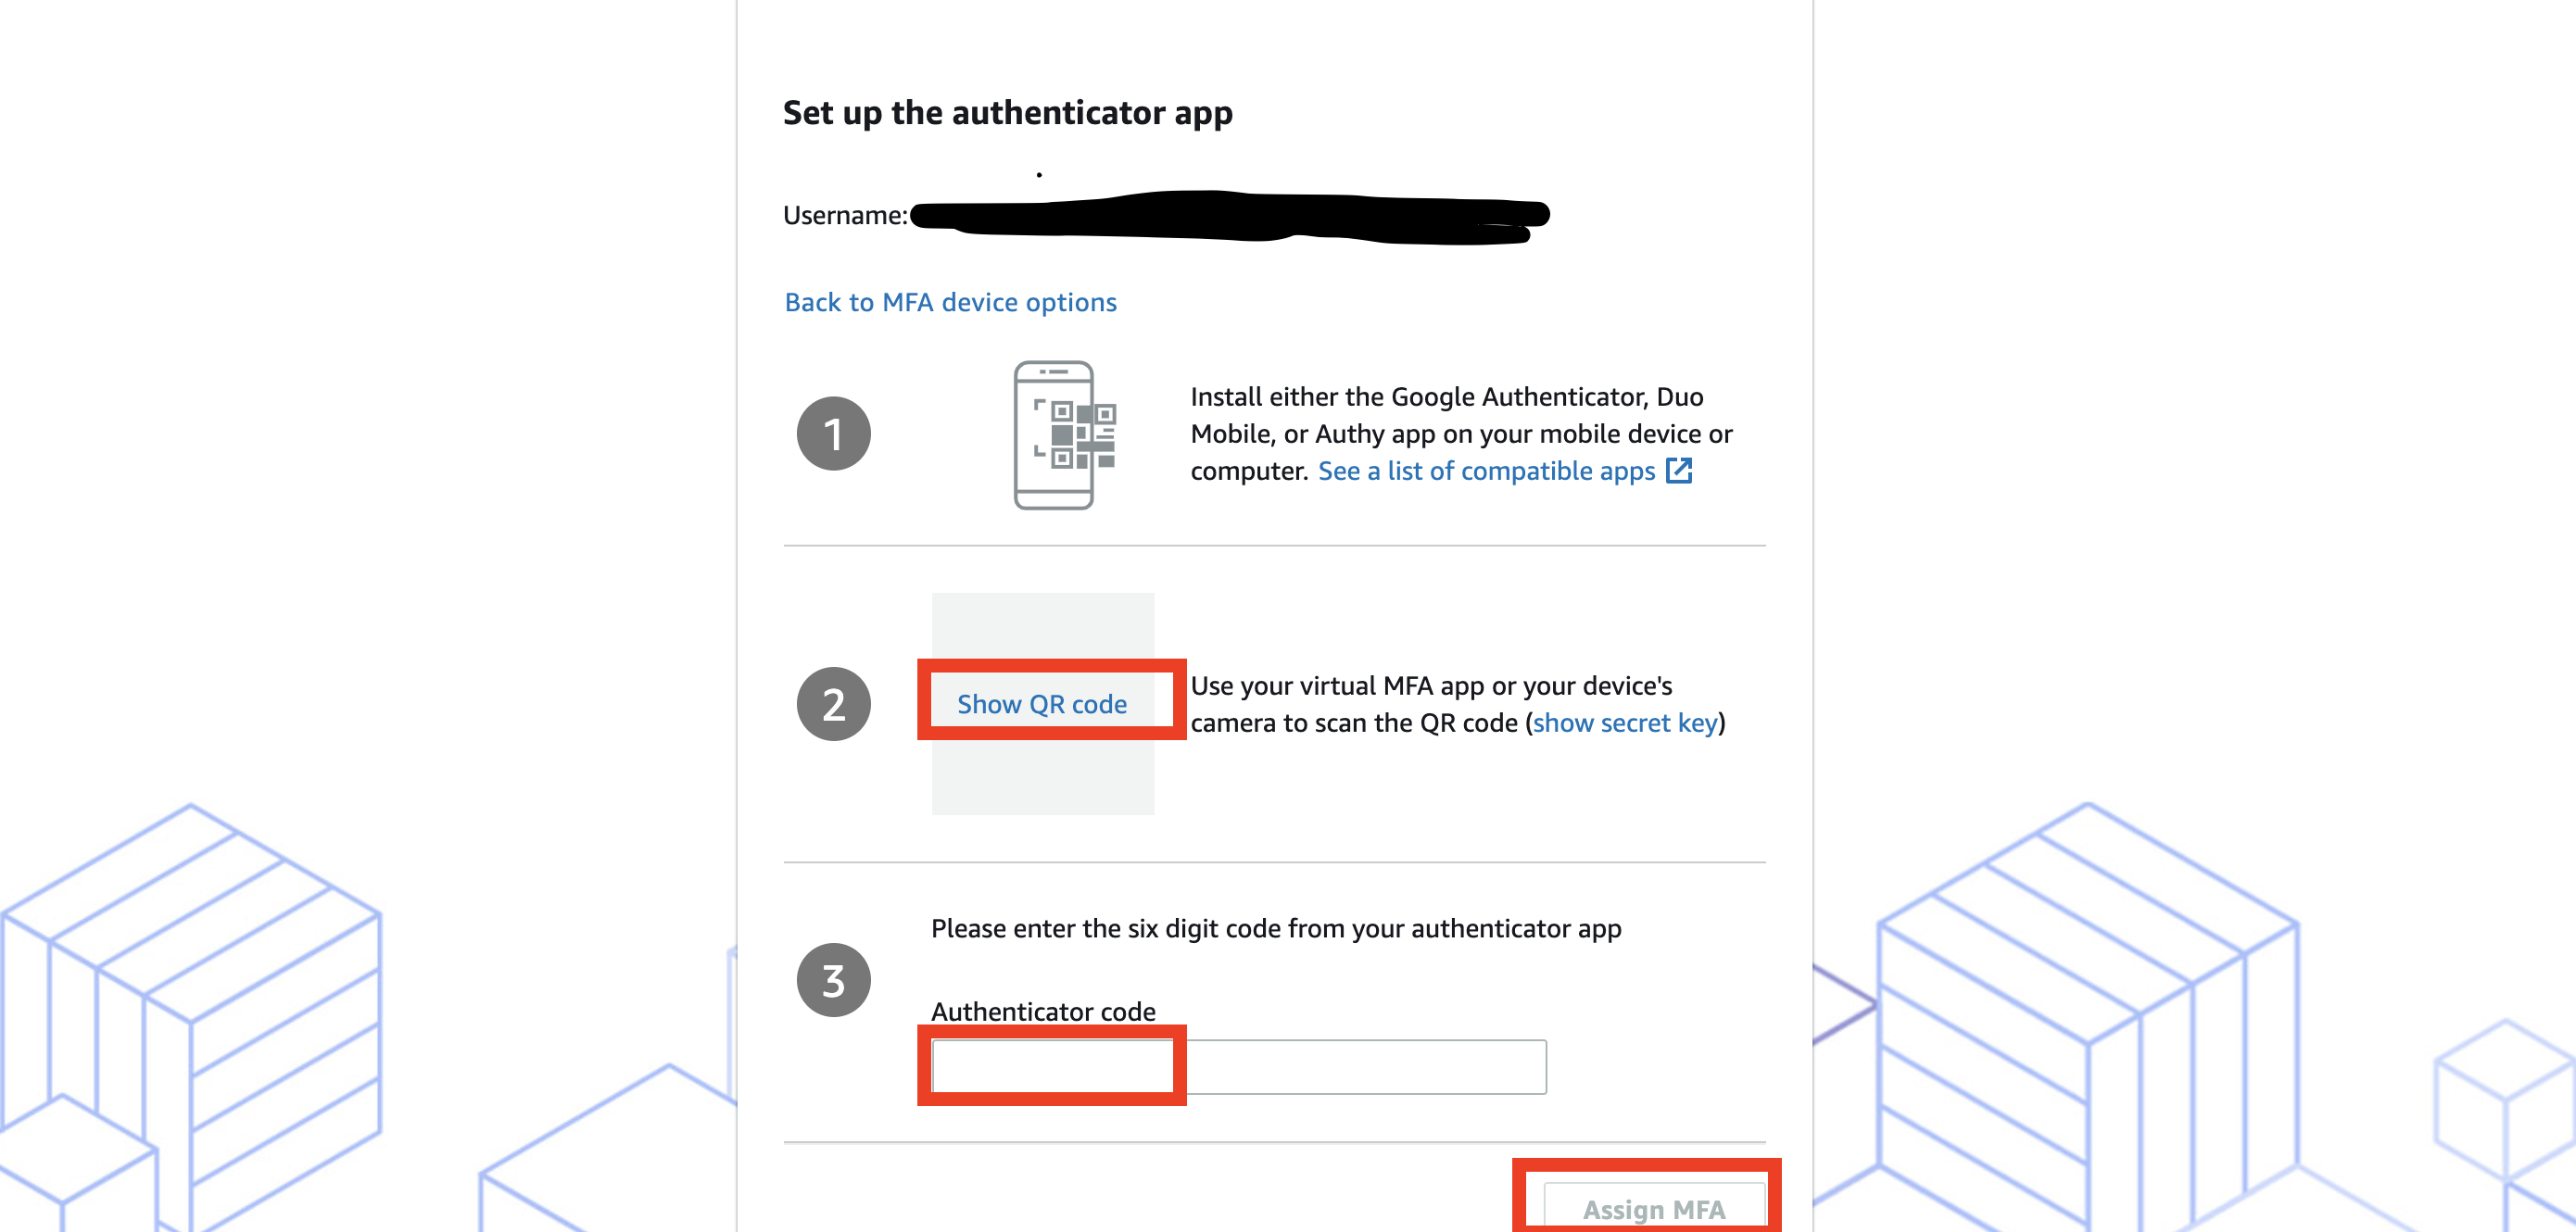 Set up the authenticator app
Username:
Back to MFA device options
1
Install either the Google Authenticator, Duo
Mobile, or Authy app on your mobile device or
computer. See a list of compatible apps
2
Show QR code
Use your virtual MFA app or your device's
camera to scan the QR code (show secret key)
3
Please enter the six digit code from your authenticator app
Authenticator code
Assign MFA